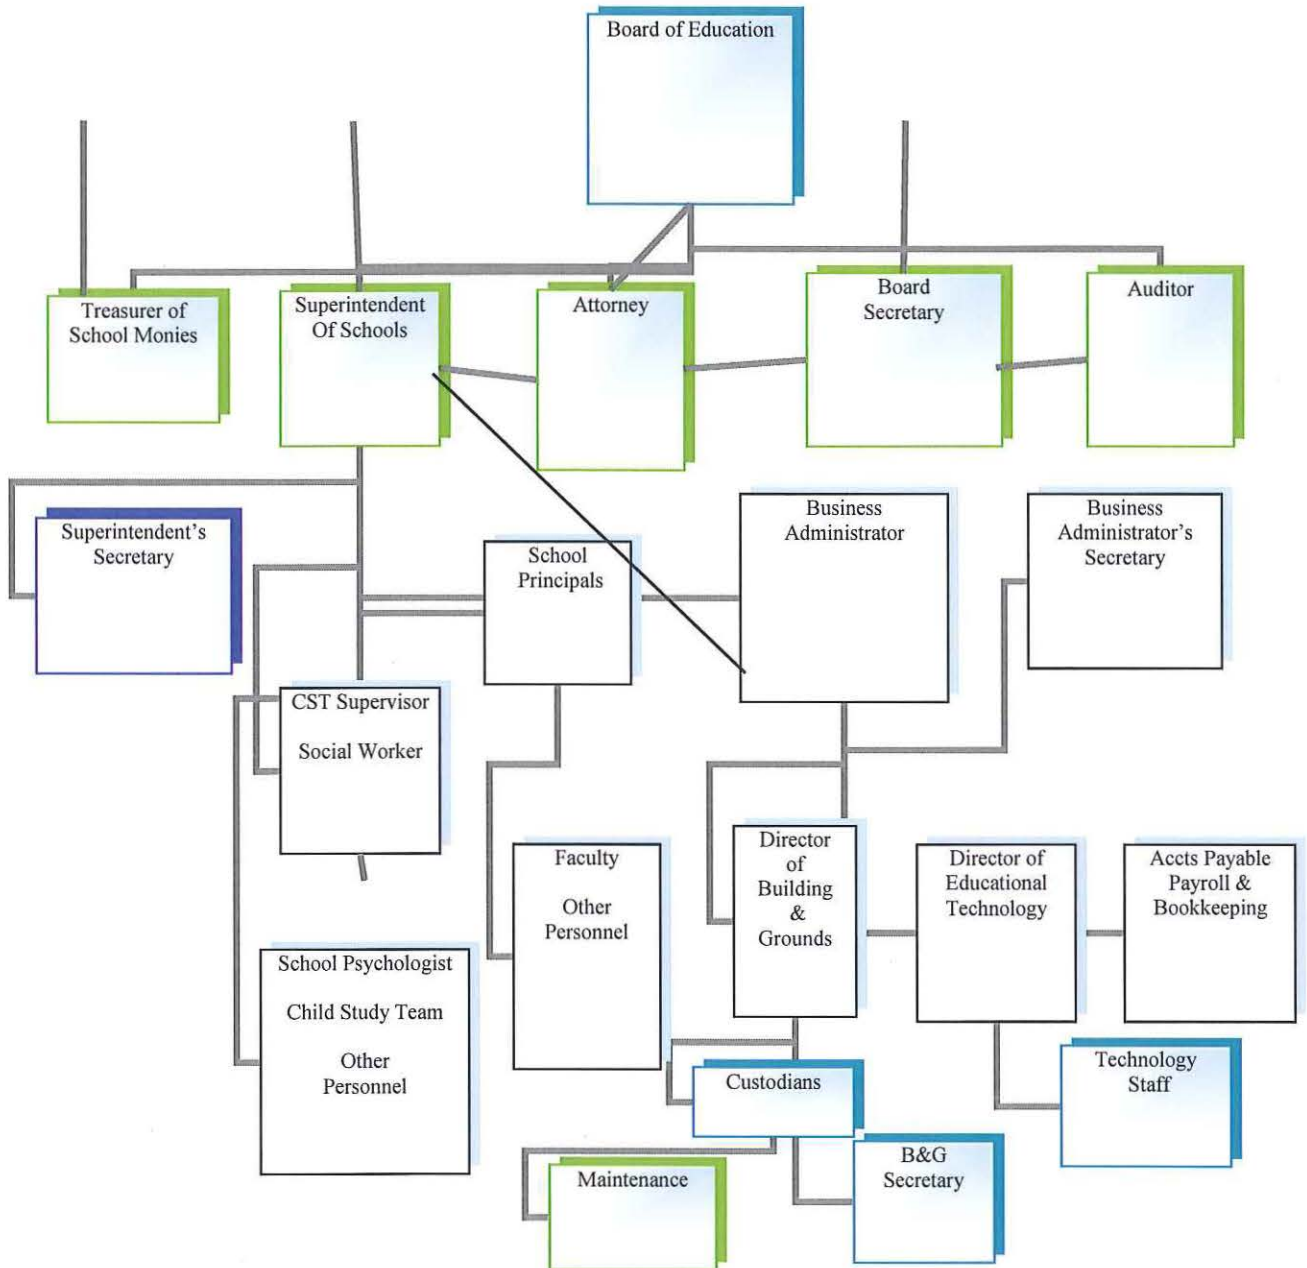 Board of Education
Treasurer of
School Monies
Superintendent
Of Schools
Attorney
Board
Secretary
Auditor
Superintendent’s
Secretary
School
Principals
Business
Administrator
Business
Administrator’s
Secretary
CST Supervisor
Social Worker
Faculty
Other
Personnel
Director
of
Building
&
Grounds
Director of
Educational
Technology
Accts Payable
Payroll &
Bookkeeping
School Psychologist
Child Study Team
Other
Personnel
Custodians
Technology
Staff
Maintenance
B&G
Secretary